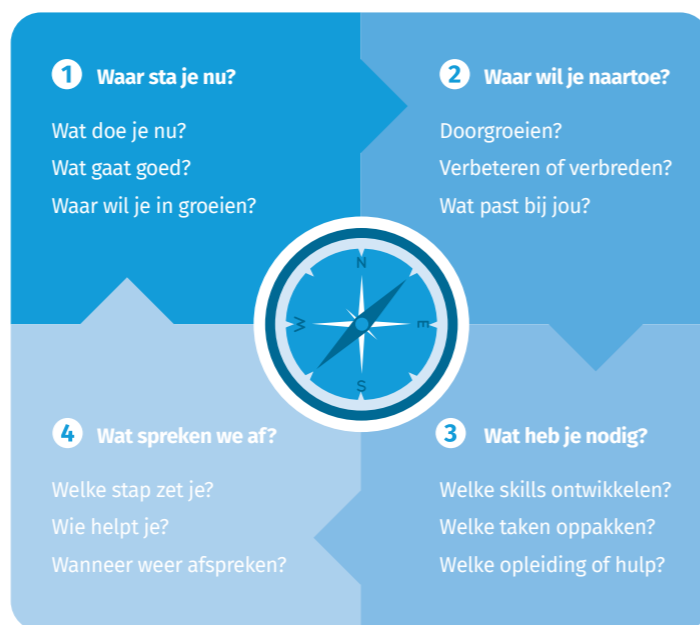 1 Waar sta je nu?
Wat doe je nu?
Wat gaat goed?
Waar wil je in groeien?
2 Waar wil je naartoe?
Doorgroeien?
Verbeteren of verbreden?
Wat past bij jou?
N
E
S
W
3 Wat heb je nodig?
Welke skills ontwikkelen?
Welke taken oppakken?
Welke opleiding of hulp?
4 Wat spreken we af?
Welke stap zet je?
Wie helpt je?
Wanneer weer afspreken?